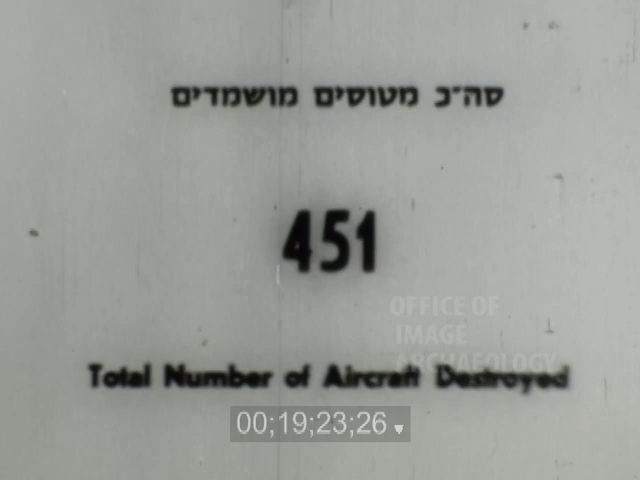 סה־כ מטוסים מושמדים
451
OFFICE OF
IMAGE
ARCHAEOLOGY
Total Number of Aircraft Destroyed
00;19;23;26